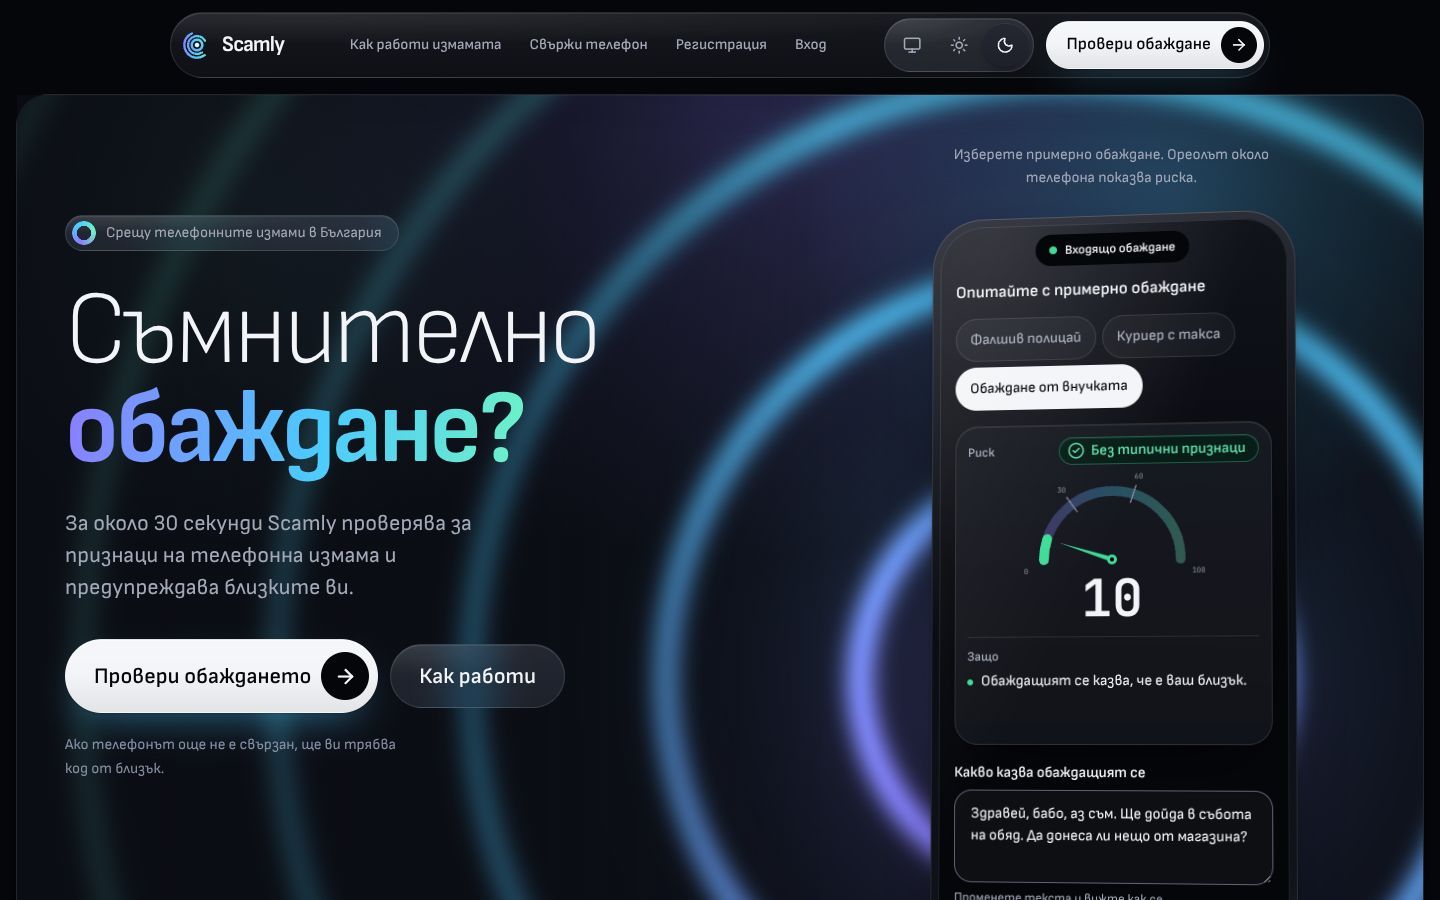 Scamly
Как работи измамата
Свържи телефон
Регистрация
Вход
Провери обаждане
Срещу телефонните измами в България
Съмнително
обаждане?
За около 30 секунди Scamly проверява за
признаци на телефонна измама и
предупреждава близките ви.
Провери обаждането
Как работи
Ако телефонът още не е свързан, ще ви трябва
код от близък.
Изберете примерно обаждане. Ореолът около
телефона показва риска.
Входящо обаждане
Опитайте с примерно обаждане
Фалшив полицай
Куриер с такса
Обаждане от внучката
Риск
Без типични признаци
0
30
60
100
10
Защо
Обаждащият се казва, че е ваш близък.
Какво казва обаждащият се
Здравей, бабо, аз съм. Ще дойда в събота
на обяд. Да донеса ли нещо от магазина?
Променете текста и вижте как се